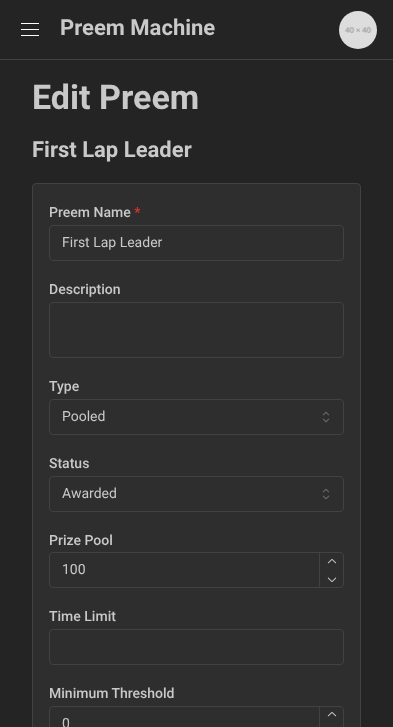 Preem Machine
40 × 40
Edit Preem
First Lap Leader
Preem Name *
First Lap Leader
Description
Type
Pooled
Status
Awarded
Prize Pool
100
Time Limit
Minimum Threshold
0